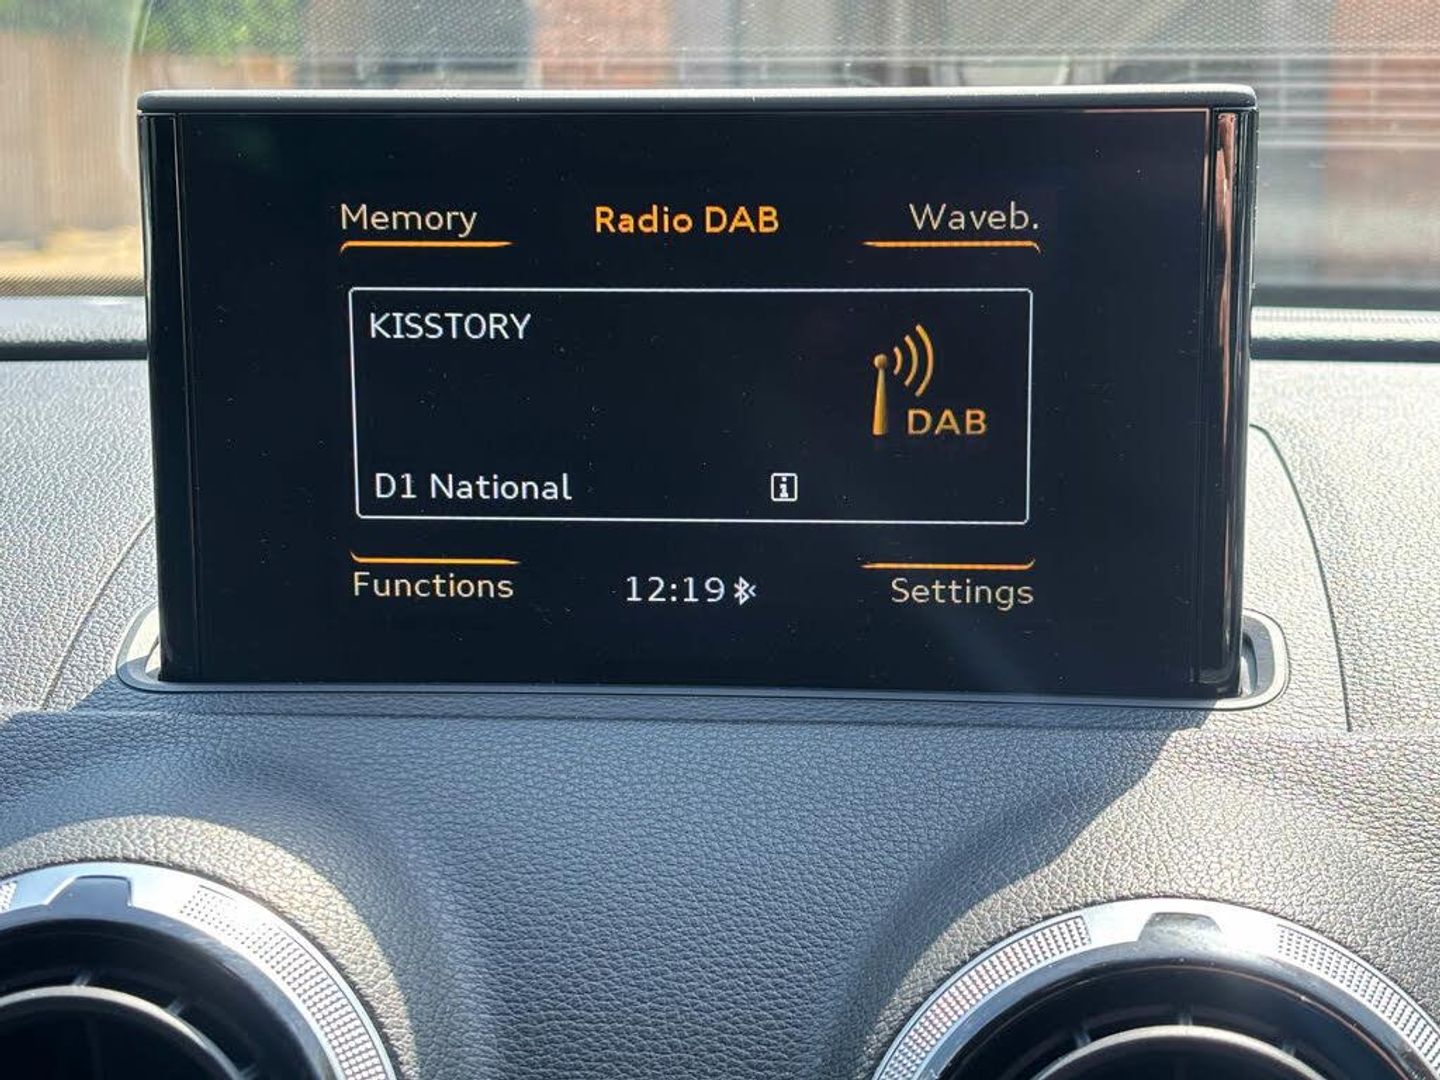 Memory Radio DAB Waveb.
KISSTORY
DAB
D1 National i
Functions 12:19 Settings